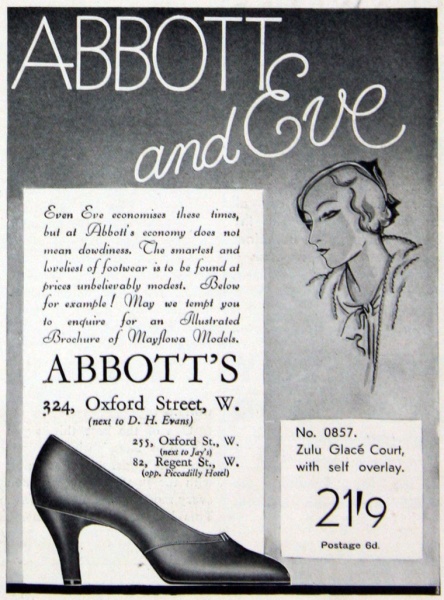 ABBOTT
and Eve
Even Eve economises these times,
but at Abbott's economy does not
mean dowdiness. The smartest and
loveliest of footwear is to be found at
prices unbelievably modest. Below
for example! May we tempt you
to enquire for an Illustrated
Brochure of Mayflowa Models.
ABBOTT'S
324, Oxford Street, W.
(next to D. H. Evans)
255, Oxford St., W.
(next to Jay's)
82, Regent St., W.
(opp. Piccadilly Hotel)
No. 0857.
Zulu Glacé Court,
with self overlay.
21'9
Postage 6d.